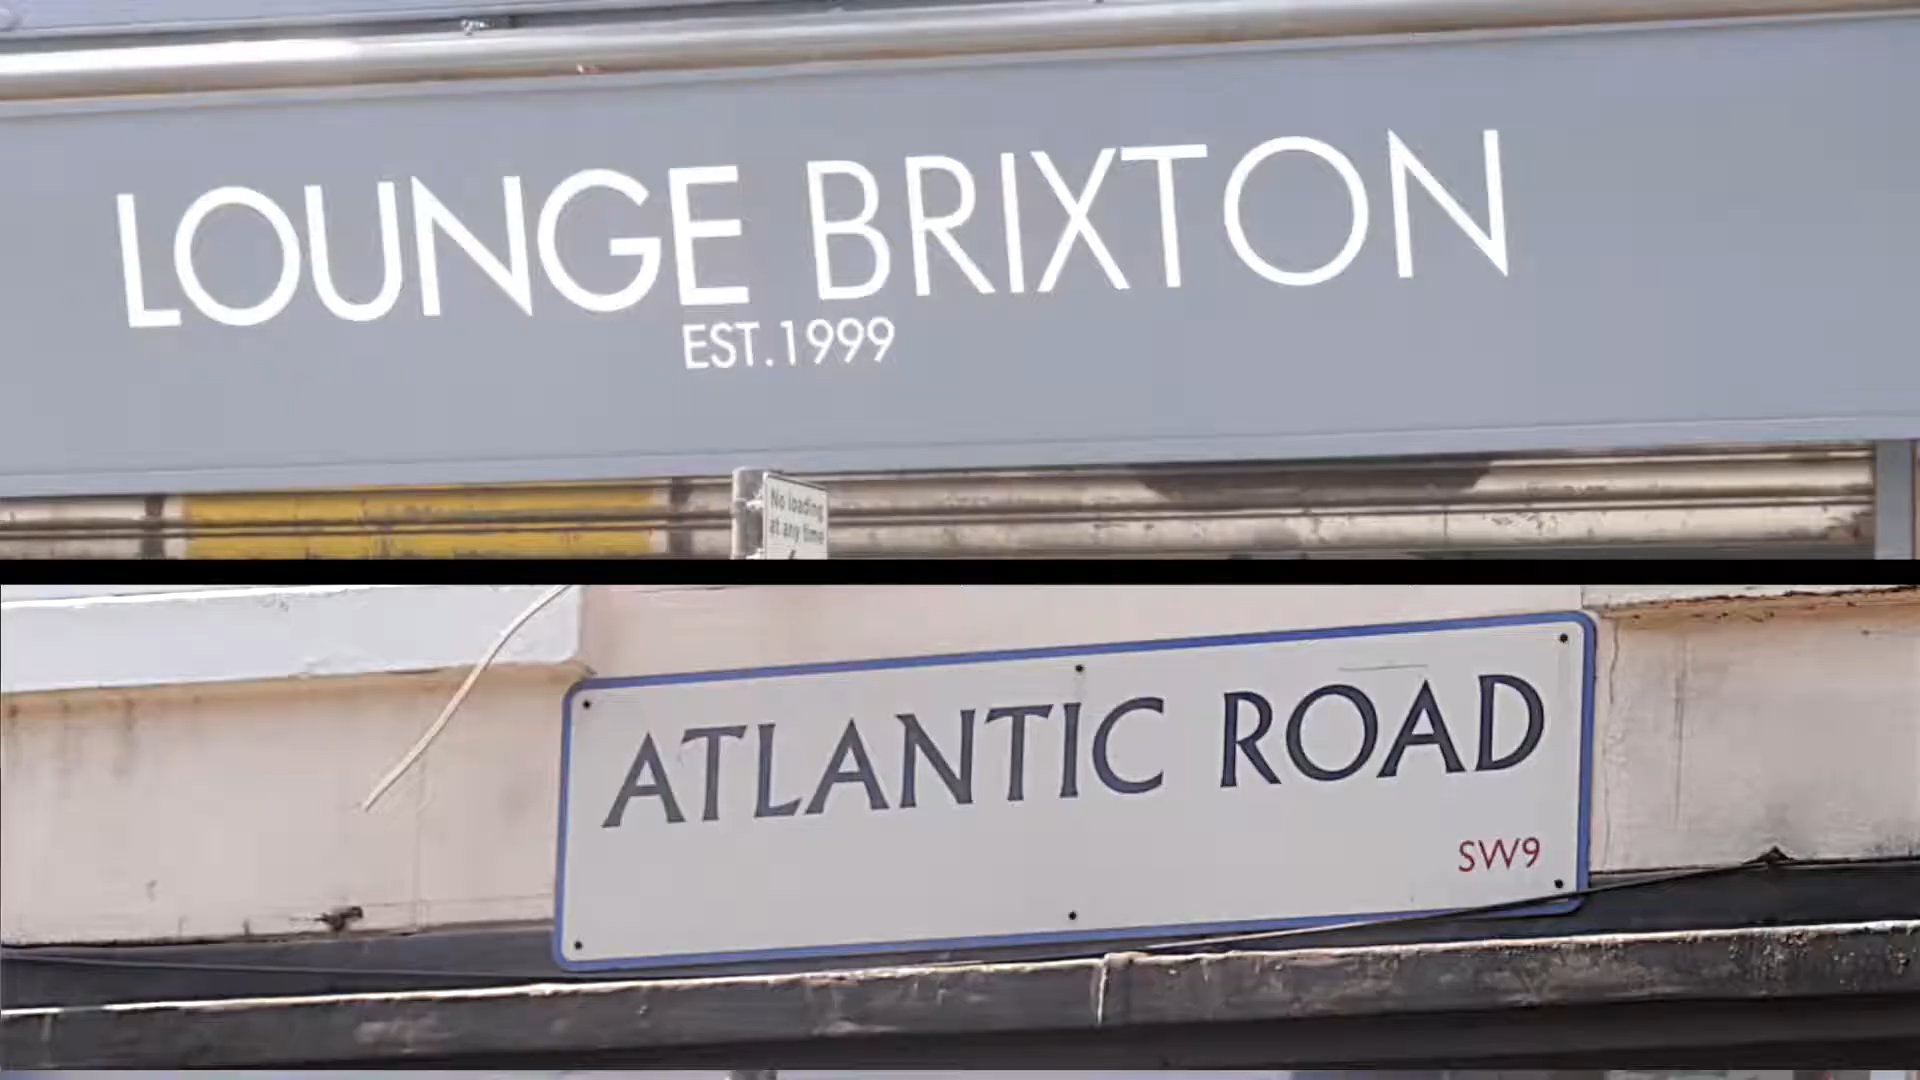 LOUNGE BRIXTON
EST.1999
No loading
at any time
ATLANTIC ROAD
SW9